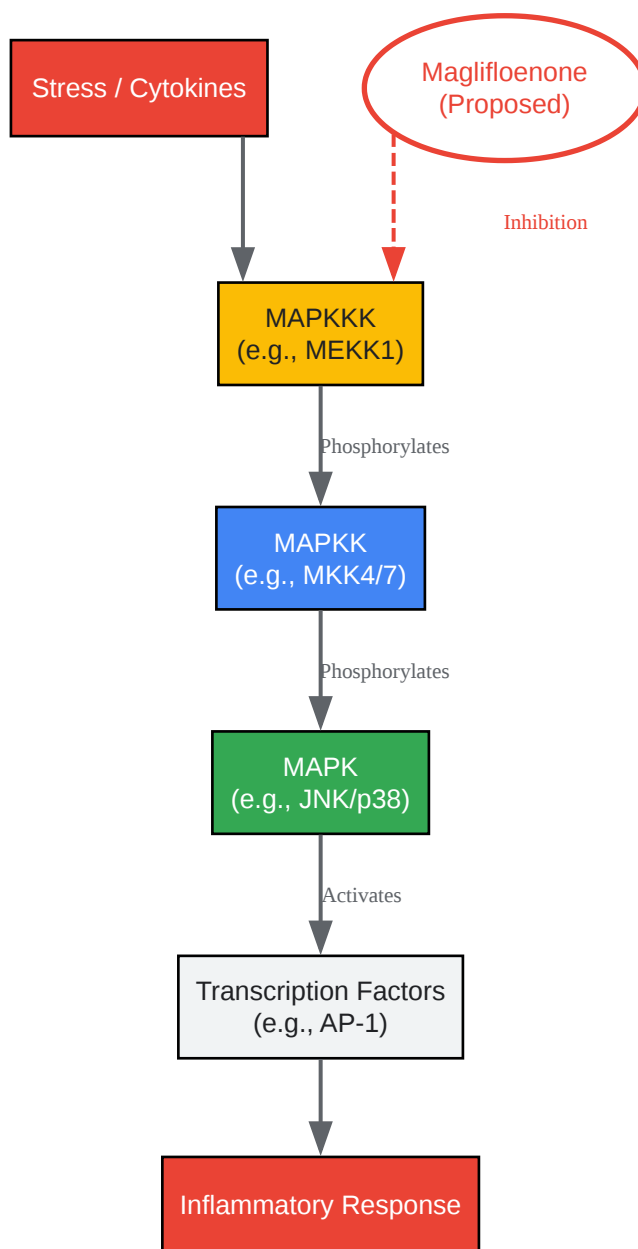 Stress / Cytokines
Maglifloenone
(Proposed)
Inhibition
MAPKKK
(e.g., MEKK1)
Phosphorylates
MAPKK
(e.g., MKK4/7)
Phosphorylates
MAPK
(e.g., JNK/p38)
Activates
Transcription Factors
(e.g., AP-1)
Inflammatory Response